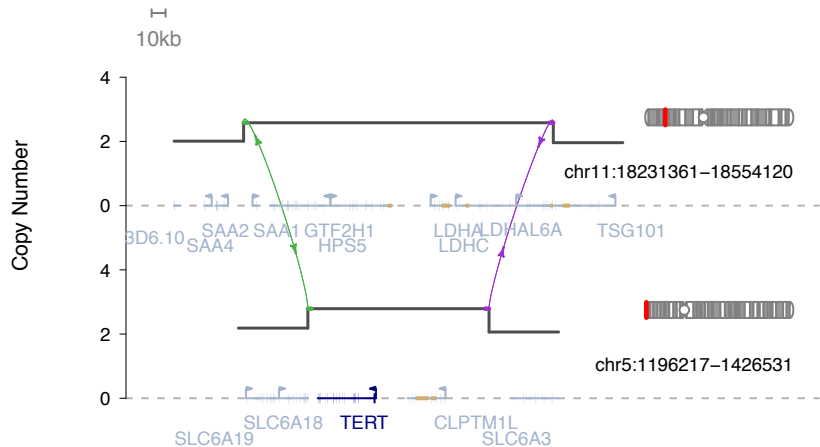 10kb
Copy Number
4
2
0
chr11:18231361−18554120
3D6.10 SAA2 SAA1 GTF2H1 LDHA LDHAL6A TSG101
SAA4 HPS5 LDHC
4
2
0
chr5:1196217−1426531
SLC6A18 TERT CLPTM1L
SLC6A19 SLC6A3